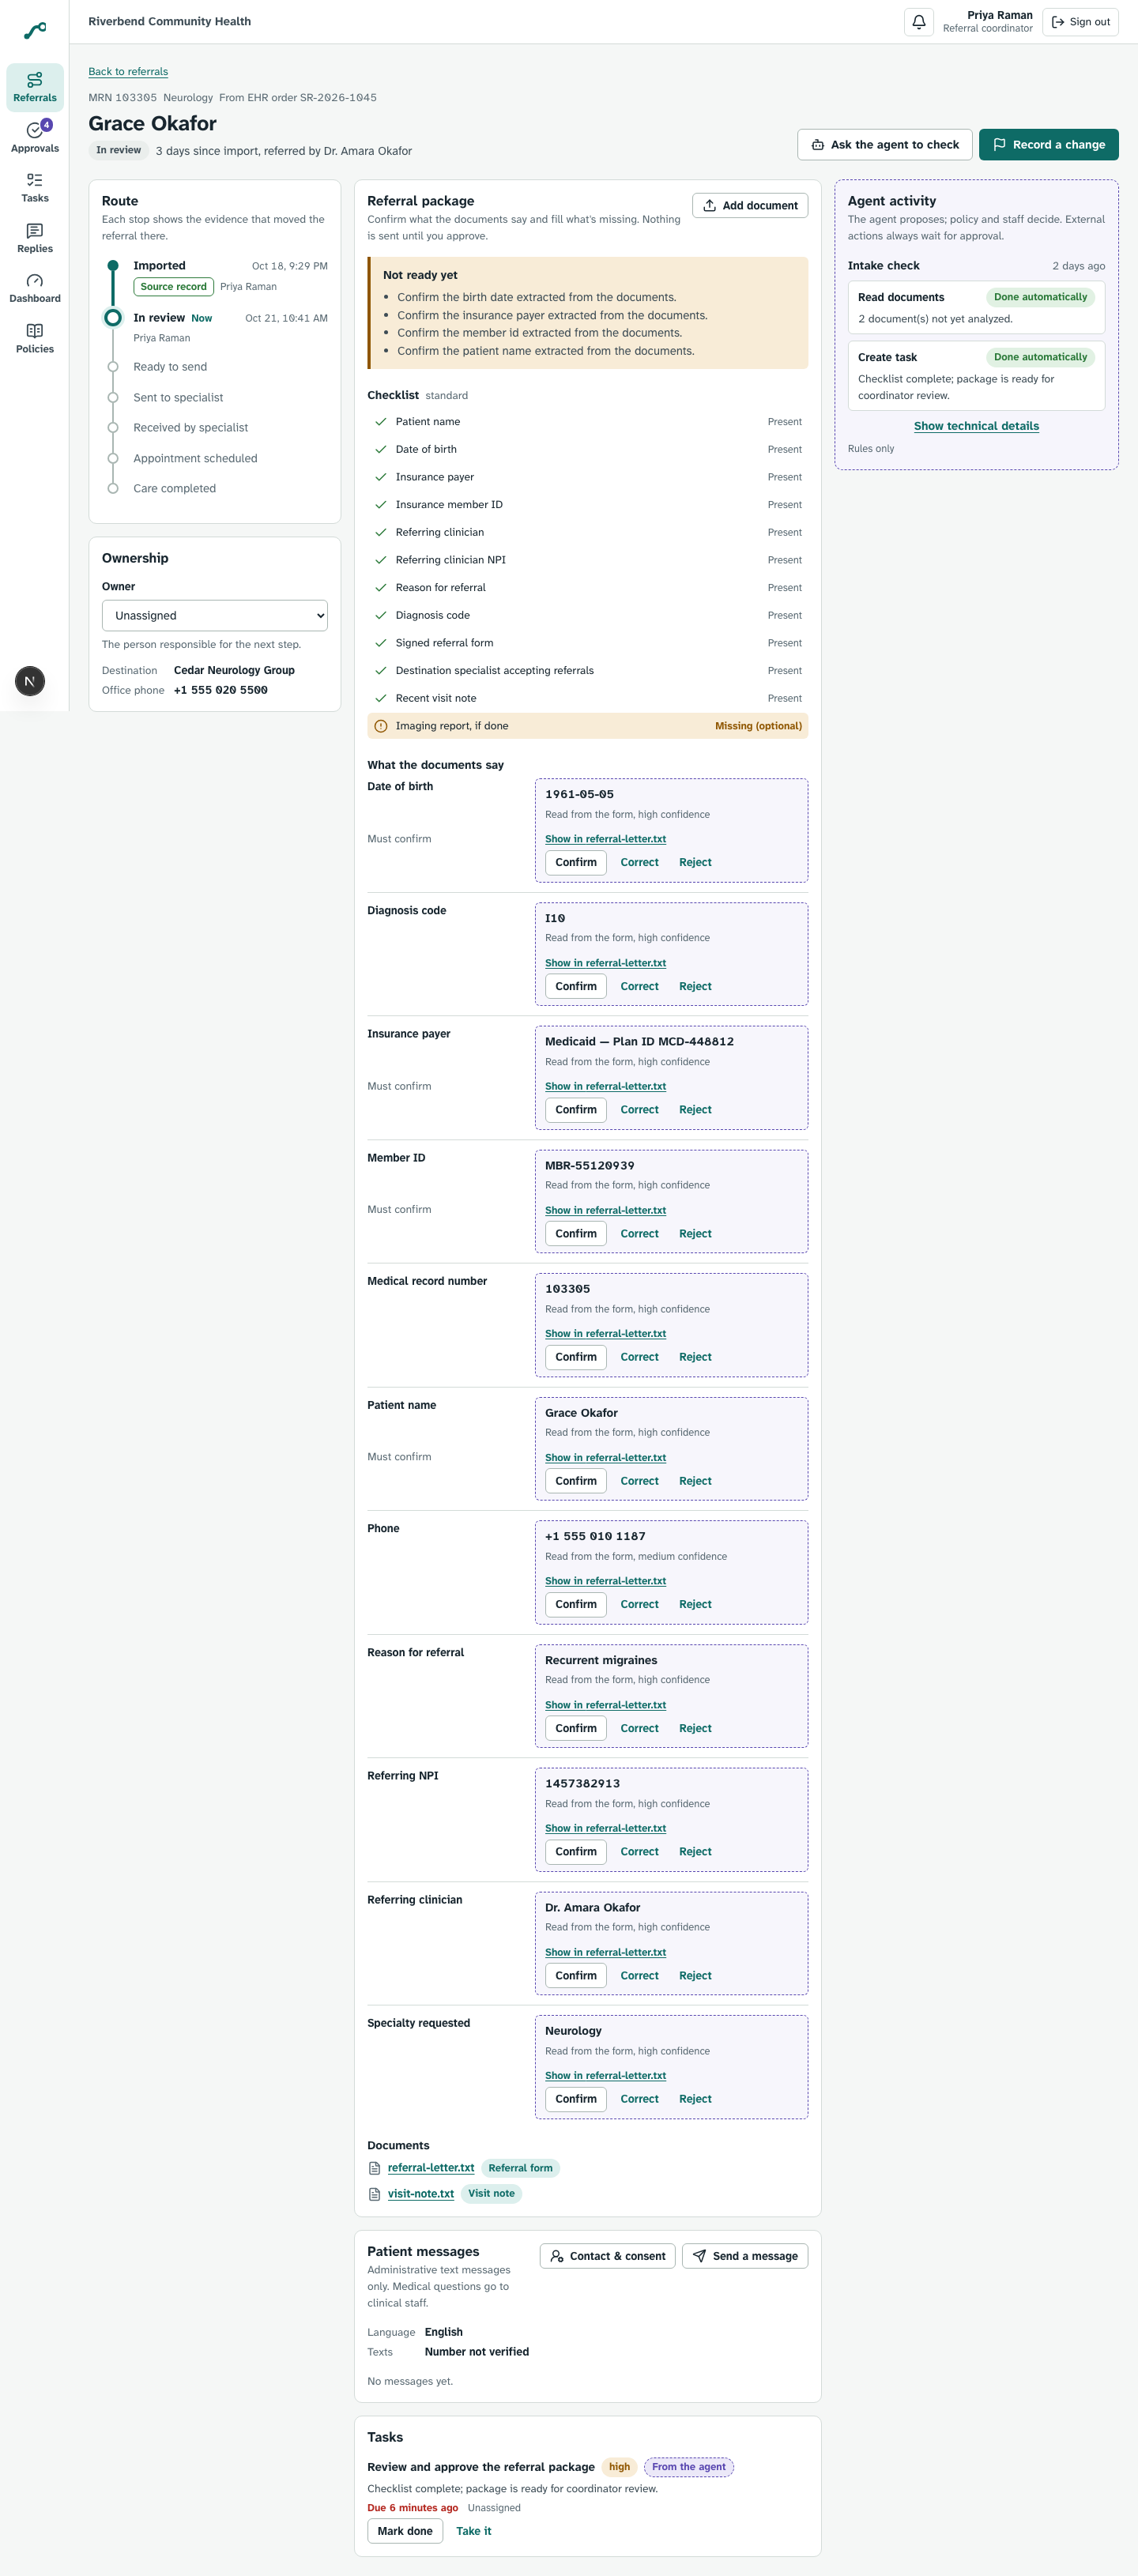 Riverbend Community Health
Priya Raman
Referral coordinator
Sign out
Referrals
4
Approvals
Tasks
Replies
Dashboard
Policies
N
Back to referrals
MRN 103305 Neurology From EHR order SR-2026-1045
Grace Okafor
In review 3 days since import, referred by Dr. Amara Okafor
Ask the agent to check
Record a change
Route
Each stop shows the evidence that moved the
referral there.
Imported Oct 18, 9:29 PM
Source record Priya Raman
In review Now Oct 21, 10:41 AM
Priya Raman
Ready to send
Sent to specialist
Received by specialist
Appointment scheduled
Care completed
Ownership
Owner
Unassigned
The person responsible for the next step.
Destination Cedar Neurology Group
Office phone +1 555 020 5500
Referral package
Add document
Confirm what the documents say and fill what's missing. Nothing
is sent until you approve.
Not ready yet
• Confirm the birth date extracted from the documents.
• Confirm the insurance payer extracted from the documents.
• Confirm the member id extracted from the documents.
• Confirm the patient name extracted from the documents.
Checklist standard
Patient name Present
Date of birth Present
Insurance payer Present
Insurance member ID Present
Referring clinician Present
Referring clinician NPI Present
Reason for referral Present
Diagnosis code Present
Signed referral form Present
Destination specialist accepting referrals Present
Recent visit note Present
Imaging report, if done Missing (optional)
What the documents say
Date of birth
1961-05-05
Read from the form, high confidence
Must confirm
Show in referral-letter.txt
Confirm Correct Reject
Diagnosis code
I10
Read from the form, high confidence
Show in referral-letter.txt
Confirm Correct Reject
Insurance payer
Medicaid — Plan ID MCD-448812
Read from the form, high confidence
Must confirm
Show in referral-letter.txt
Confirm Correct Reject
Member ID
MBR-55120939
Read from the form, high confidence
Must confirm
Show in referral-letter.txt
Confirm Correct Reject
Medical record number
103305
Read from the form, high confidence
Show in referral-letter.txt
Confirm Correct Reject
Patient name
Grace Okafor
Read from the form, high confidence
Must confirm
Show in referral-letter.txt
Confirm Correct Reject
Phone
+1 555 010 1187
Read from the form, medium confidence
Show in referral-letter.txt
Confirm Correct Reject
Reason for referral
Recurrent migraines
Read from the form, high confidence
Show in referral-letter.txt
Confirm Correct Reject
Referring NPI
1457382913
Read from the form, high confidence
Show in referral-letter.txt
Confirm Correct Reject
Referring clinician
Dr. Amara Okafor
Read from the form, high confidence
Show in referral-letter.txt
Confirm Correct Reject
Specialty requested
Neurology
Read from the form, high confidence
Show in referral-letter.txt
Confirm Correct Reject
Documents
referral-letter.txt Referral form
visit-note.txt Visit note
Patient messages
Contact & consent
Send a message
Administrative text messages
only. Medical questions go to
clinical staff.
Language English
Texts Number not verified
No messages yet.
Tasks
Review and approve the referral package high From the agent
Checklist complete; package is ready for coordinator review.
Due 6 minutes ago Unassigned
Mark done Take it
Agent activity
The agent proposes; policy and staff decide. External
actions always wait for approval.
Intake check 2 days ago
Read documents Done automatically
2 document(s) not yet analyzed.
Create task Done automatically
Checklist complete; package is ready for
coordinator review.
Show technical details
Rules only